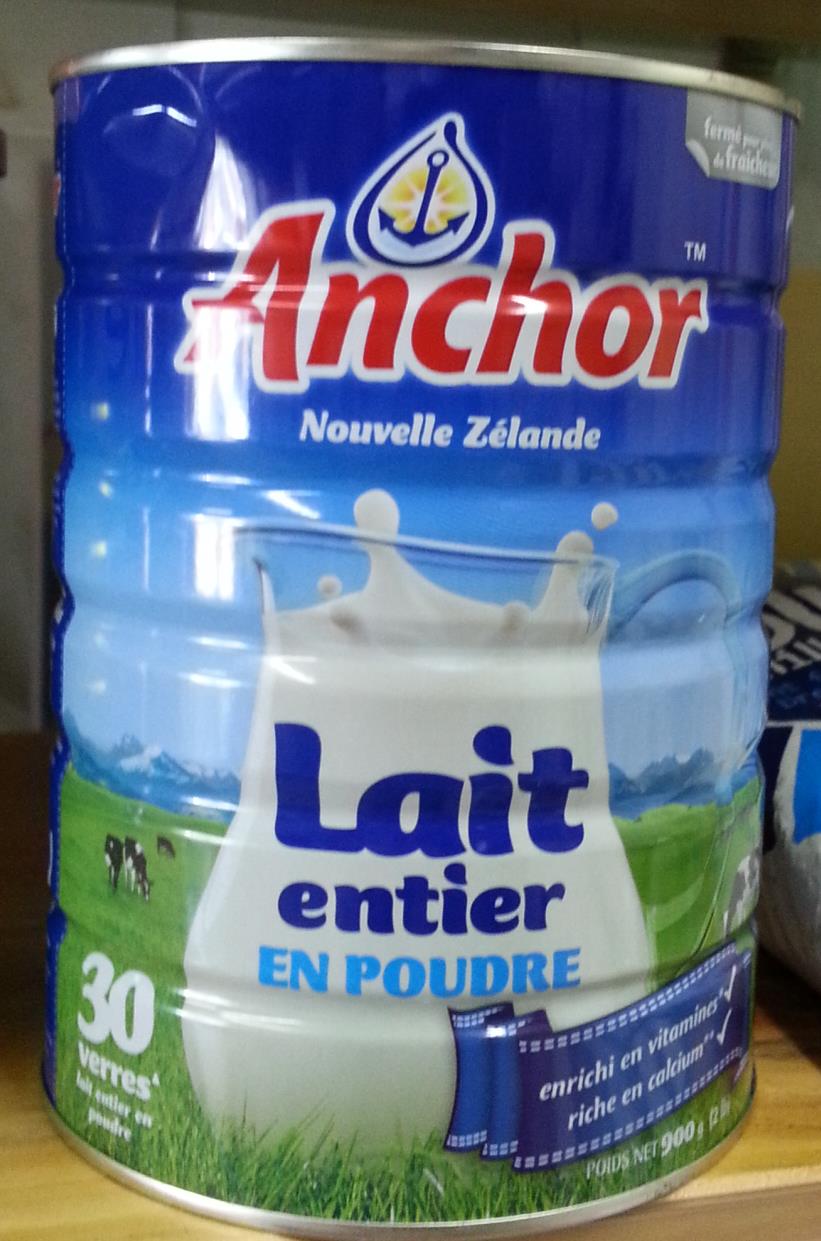 fermé pour plus
de fraîcheur
Anchor
TM
Nouvelle Zélande
Lait
entier
EN POUDRE
30
verres*
lait entier en
poudre
enrichi en vitamines*
riche en calcium**
POIDS NET 900 g